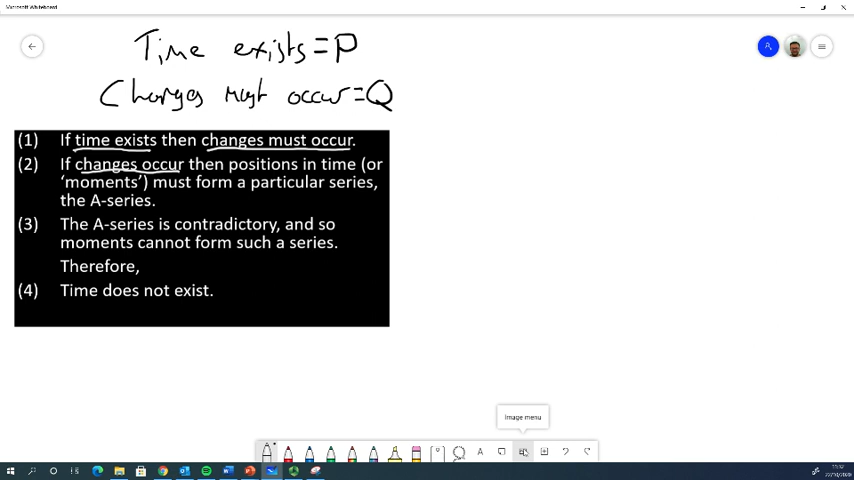 Microsoft Whiteboard
Time exists = P
Changes must occur = Q
(1) If time exists then changes must occur.
(2) If changes occur then positions in time (or
‘moments’) must form a particular series,
the A-series.
(3) The A-series is contradictory, and so
moments cannot form such a series.
Therefore,
(4) Time does not exist.
Image menu